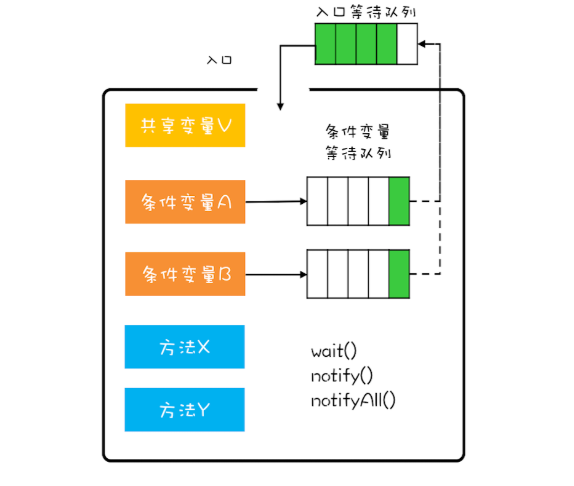 入口等待队列
入口
共享变量V
条件变量
等待队列
条件变量A
条件变量B
方法X
wait()
notify()
notifyAll()
方法Y